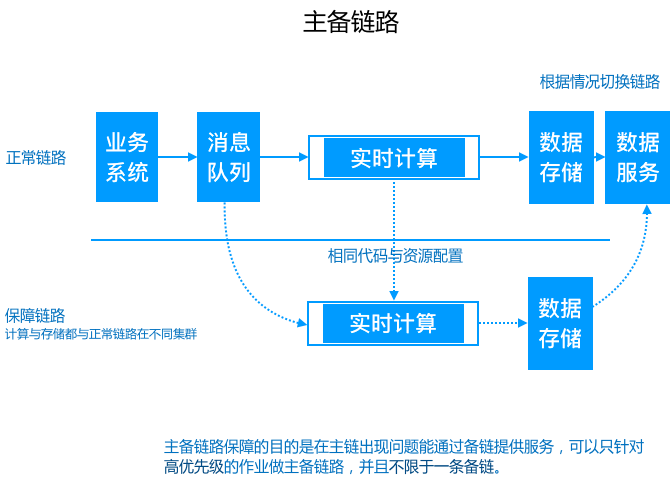 主备链路
根据情况切换链路
正常链路
业务
系统
消息
队列
实时计算
数据
存储
数据
服务
相同代码与资源配置
保障链路
计算与存储都与正常链路在不同集群
实时计算
数据
存储
主备链路保障的目的是在主链出现问题能通过备链提供服务，可以只针对
高优先级的作业做主备链路，并且不限于一条备链。